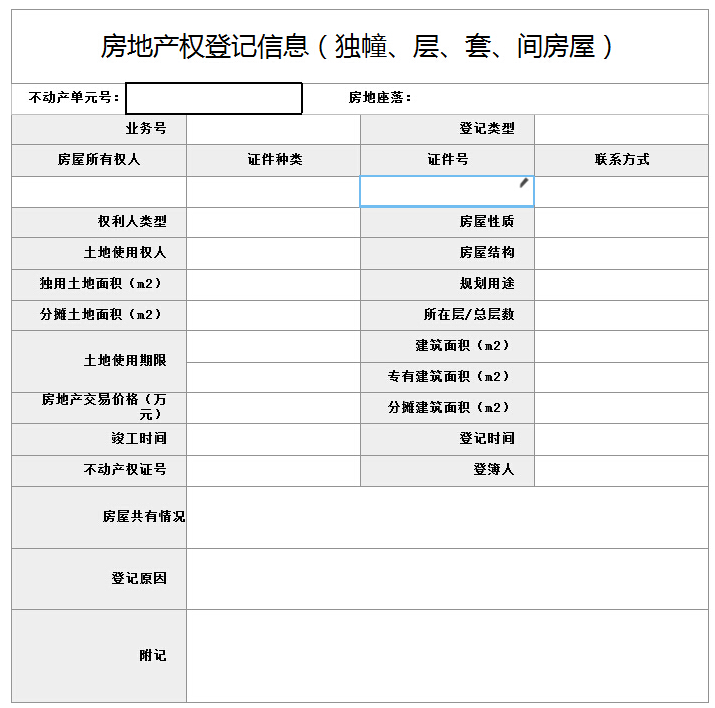 房地产权登记信息（独幢、层、套、间房屋）
不动产单元号： 房地座落：
业务号 登记类型
房屋所有权人 证件种类 证件号 联系方式
权利人类型 房屋性质
土地使用权人 房屋结构
独用土地面积（m2） 规划用途
分摊土地面积（m2） 所在层/总层数
土地使用期限 建筑面积（m2）
专有建筑面积（m2）
房地产交易价格（万
元） 分摊建筑面积（m2）
竣工时间 登记时间
不动产权证号 登簿人
房屋共有情况
登记原因
附记